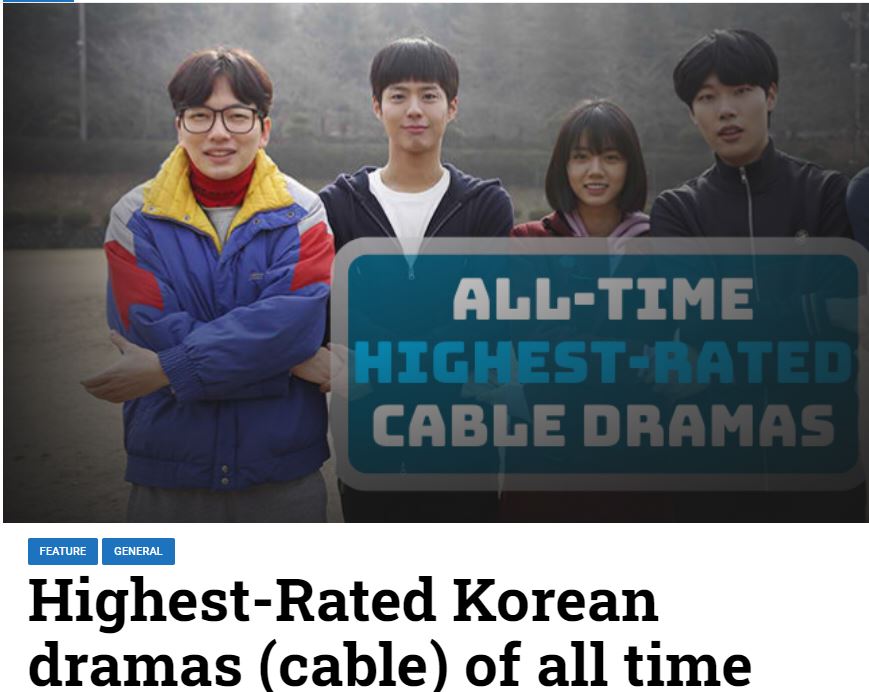 ALL-TIME
HIGHEST-RATED
CABLE DRAMAS
FEATURE GENERAL
Highest-Rated Korean
dramas (cable) of all time